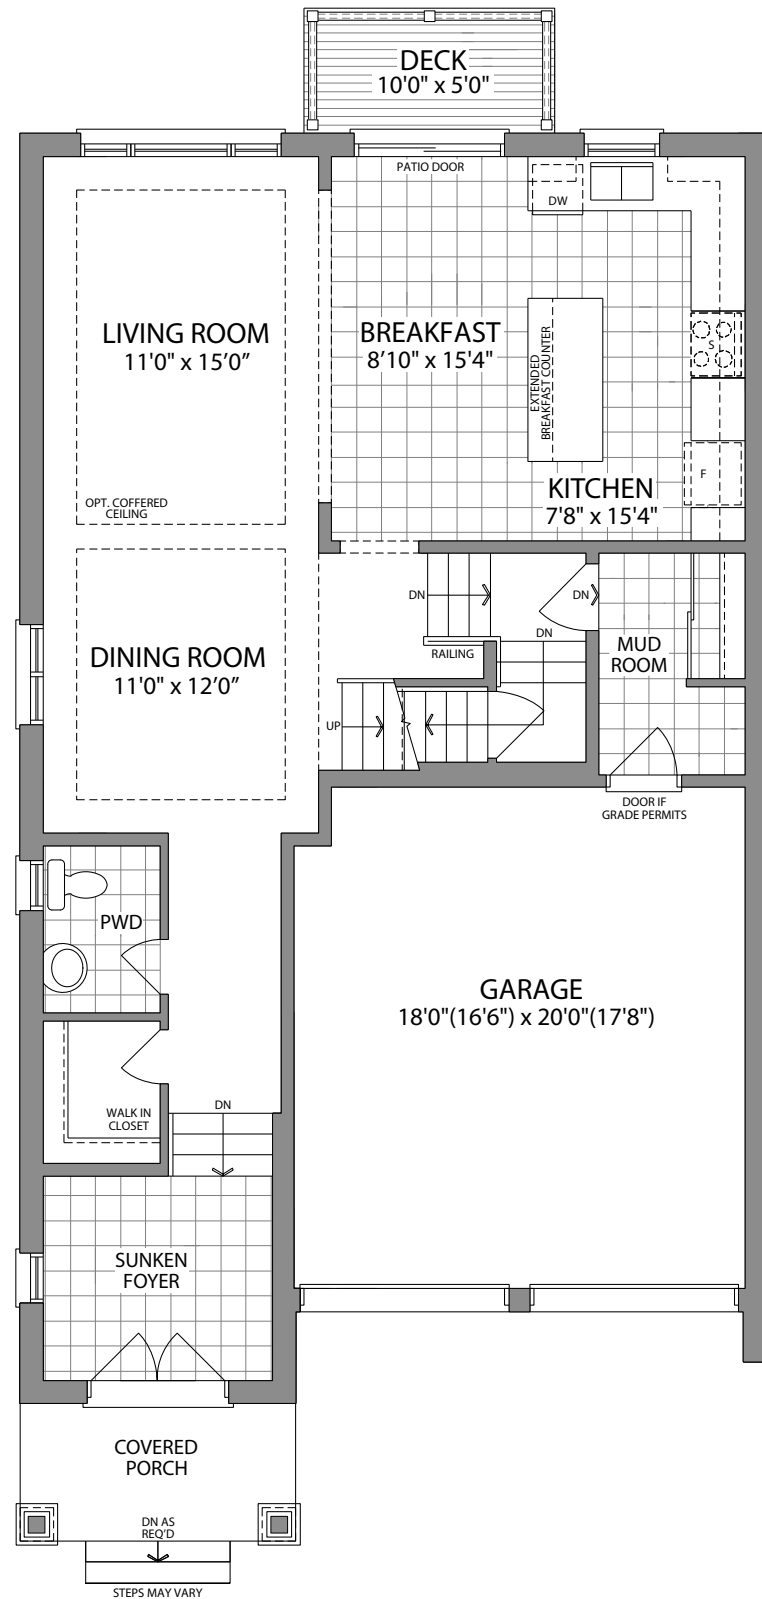 DECK
10'0" x 5'0"
PATIO DOOR
DW
LIVING ROOM
11'0" x 15'0″
BREAKFAST
8’10" x 15'4"
EXTENDED
BREAKFAST COUNTER
S
F
KITCHEN
7'8" x 15'4"
OPT. COFFERED
CEILING
DN
DN
DN
RAILING
MUD
ROOM
DINING ROOM
11'0" x 12'0″
UP
DOOR IF
GRADE PERMITS
PWD
GARAGE
18'0"(16'6") x 20'0"(17'8")
WALK IN
CLOSET
DN
SUNKEN
FOYER
COVERED
PORCH
DN AS
REQ’D
STEPS MAY VARY